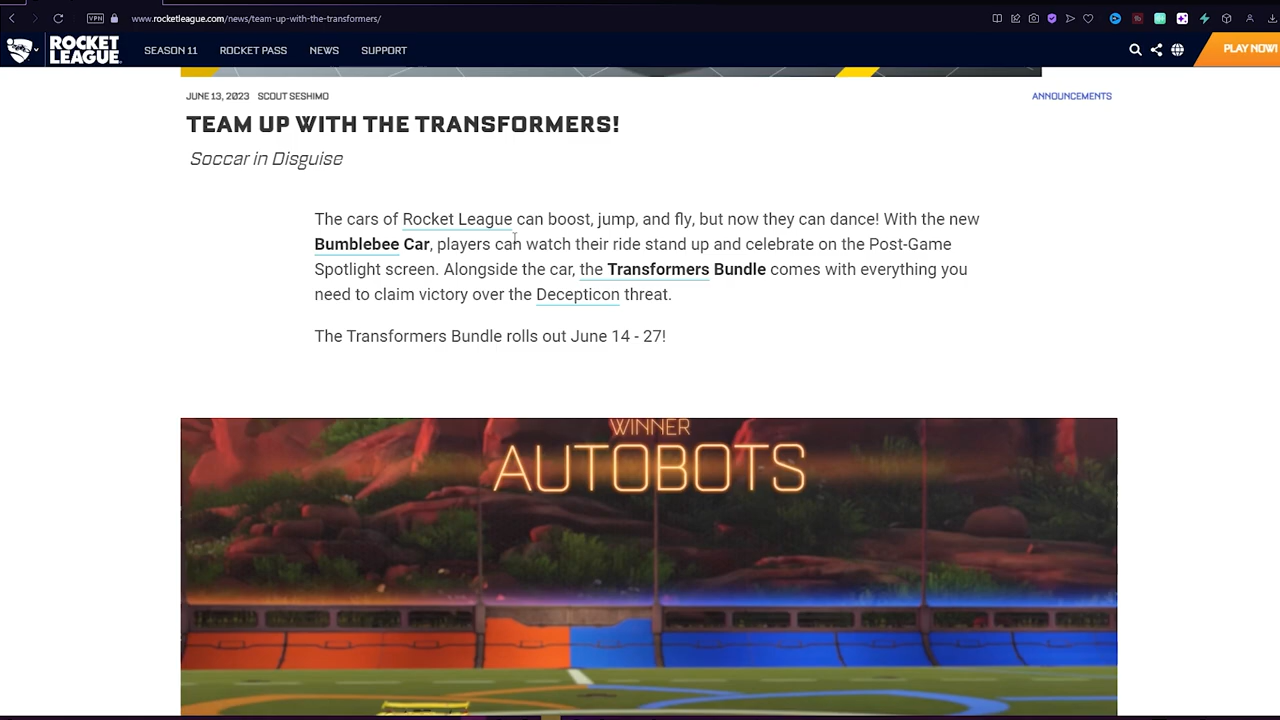 VPN www.rocketleague.com/news/team-up-with-the-transformers/
ROCKET LEAGUE SEASON 11 ROCKET PASS NEWS SUPPORT PLAY NOW!
JUNE 13, 2023 SCOUT SESHIMO ANNOUNCEMENTS
TEAM UP WITH THE TRANSFORMERS!
Soccar in Disguise
The cars of Rocket League can boost, jump, and fly, but now they can dance! With the new
Bumblebee Car, players can watch their ride stand up and celebrate on the Post-Game
Spotlight screen. Alongside the car, the Transformers Bundle comes with everything you
need to claim victory over the Decepticon threat.
The Transformers Bundle rolls out June 14 - 27!
WINNER
AUTOBOTS